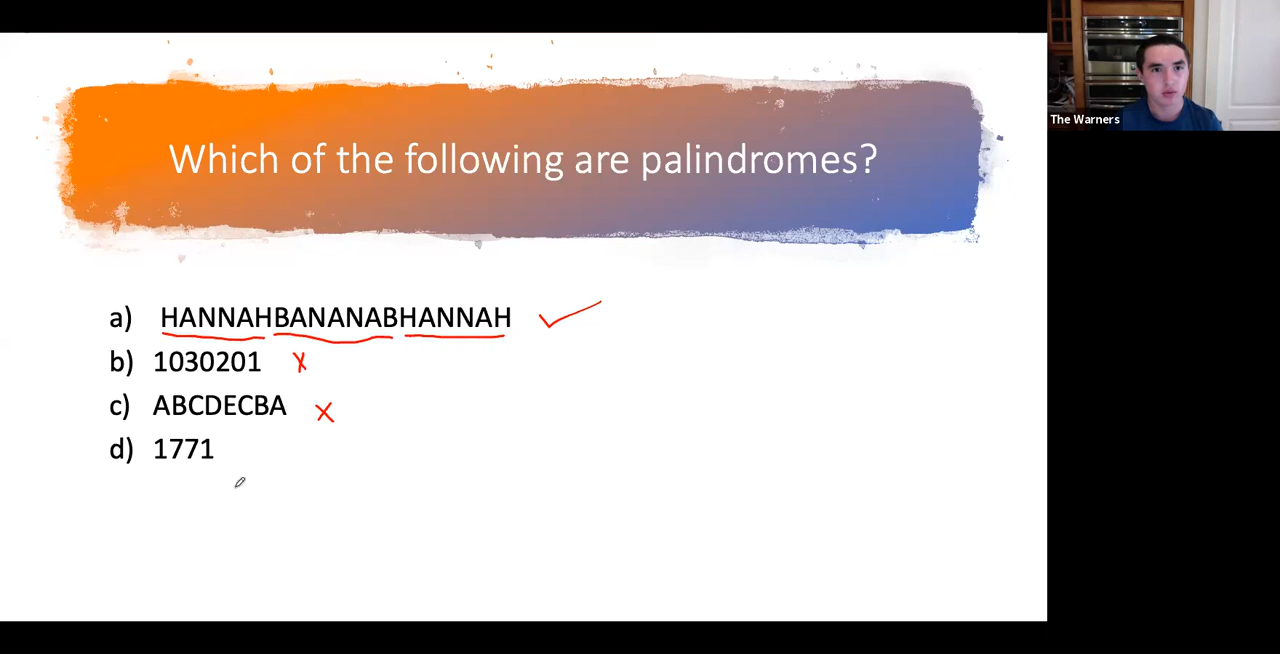 Which of the following are palindromes?
The Warners
a) HANNAHBANANABHANNAH
b) 1030201 X
c) ABCDECBA X
d) 1771